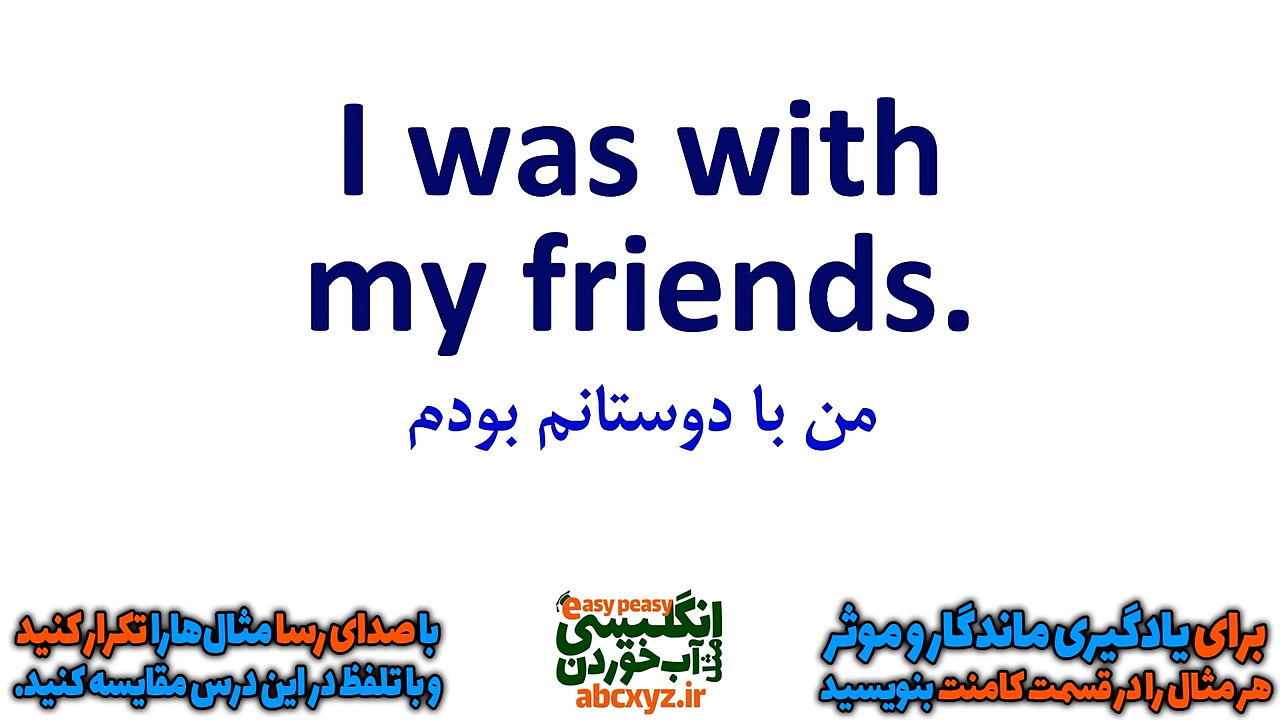 I was with
my friends.
من با دوستانم بودم
برای یادگیری ماندگار و موثر
هر مثال را در قسمت کامنت بنویسید
easy peasy
انگلیسی
مثل آب خوردن
abcxyz.ir
با صدای رسا مثال‌ها را تکرار کنید
و با تلفظ در این درس مقایسه کنید.